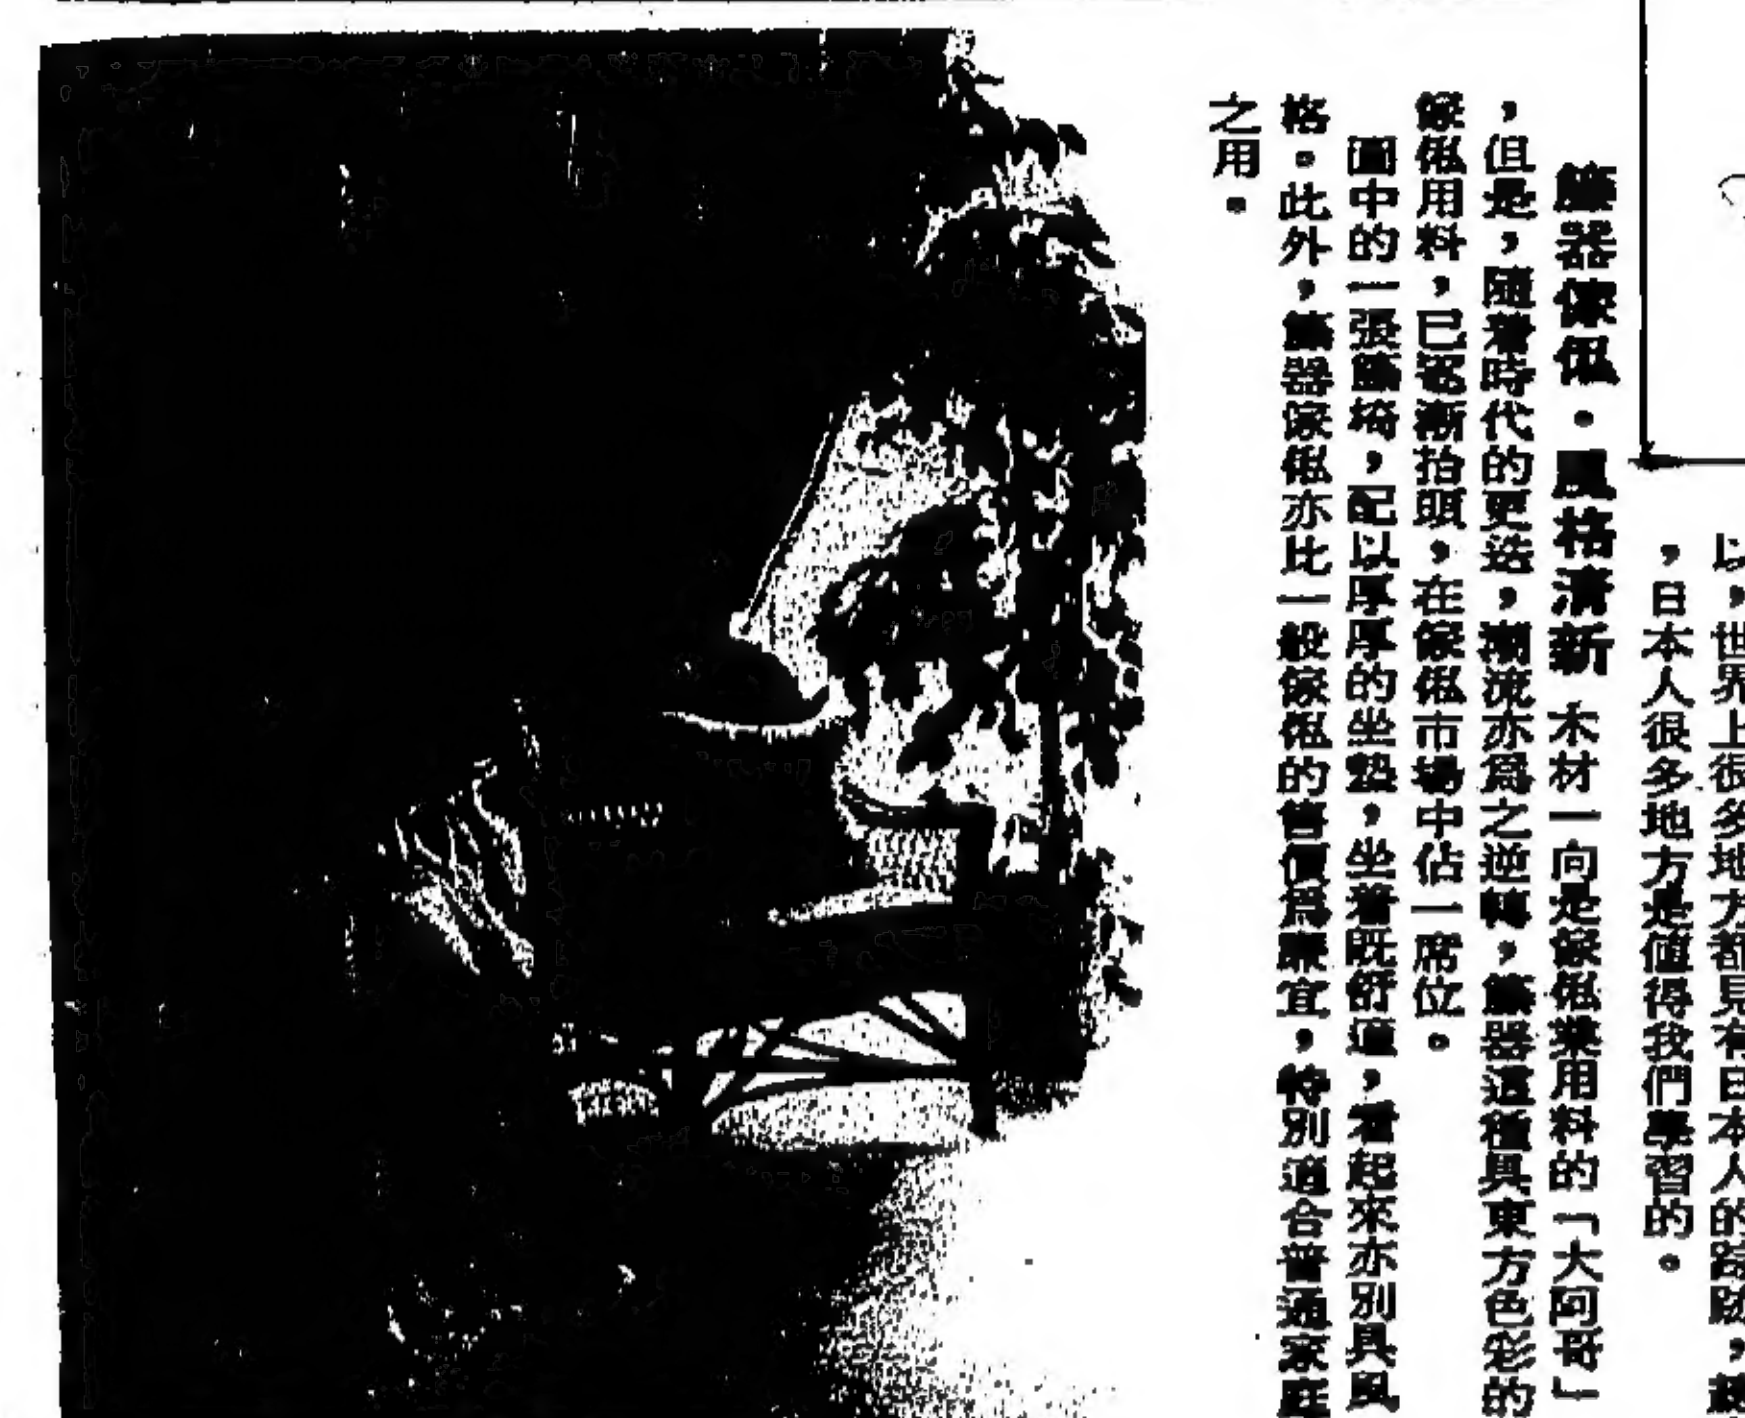 以，世界上很多地方都見有日本人的踪跡，
，日本人很多地方是值得我們學習的。
籐器傢俬．風格清新 木材一向是傢俬業用料的「大阿哥」
，但是，隨着時代的更迭，潮流亦爲之逆轉，籐器這種具東方色彩的
傢俬用料，已逐漸抬頭，在傢俬市場中佔一席位。
圖中的一張籐椅，配以厚厚的坐墊，坐着旣舒適，看起來亦別具風
格。此外，籐器傢俬亦比一般傢俬的售價爲廉宜，特別適合普通家庭
之用。